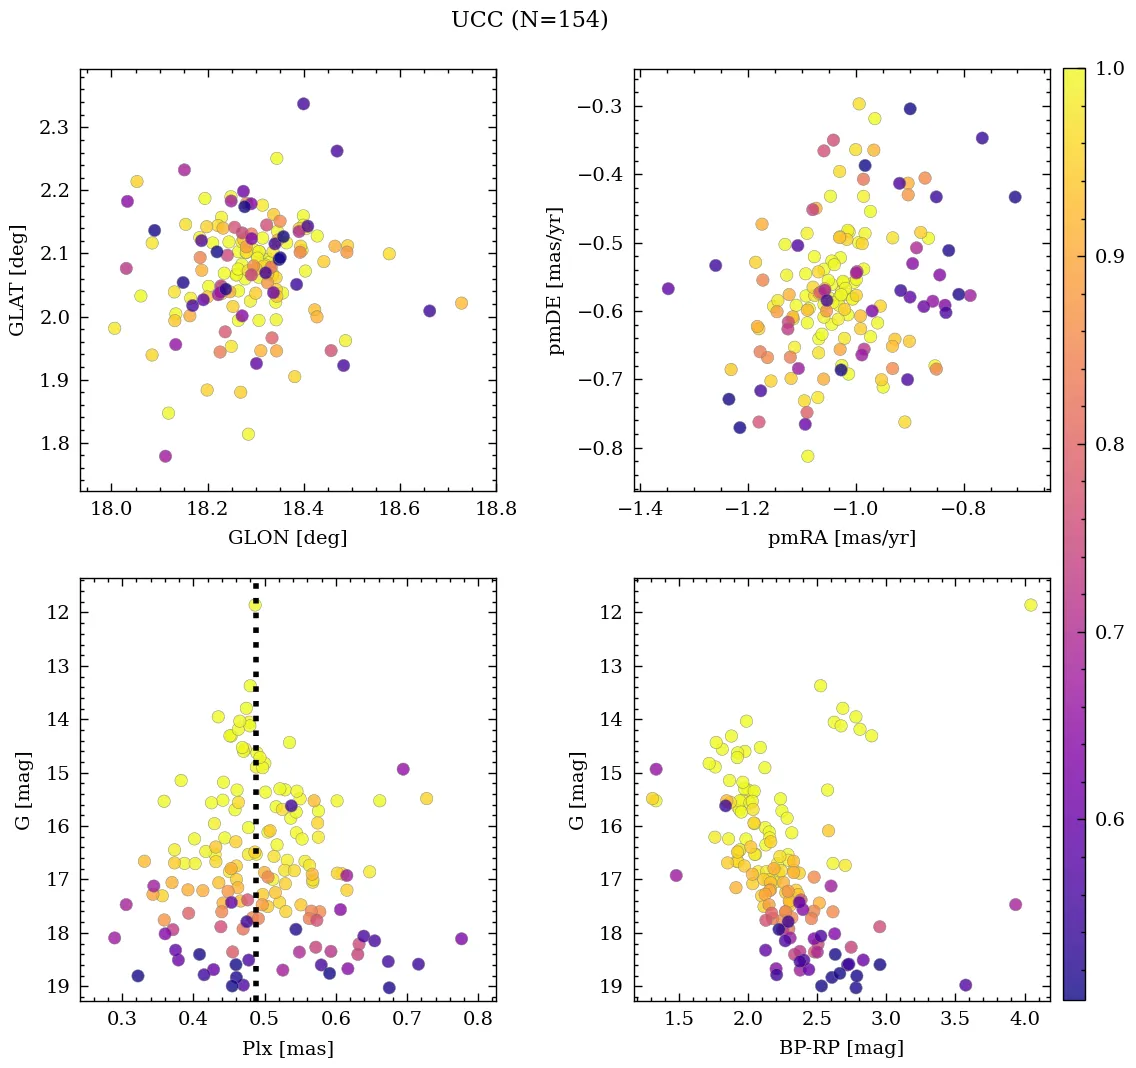 UCC (N=154)
2.3
2.2
2.1
2.0
1.9
1.8
GLAT [deg]
18.0 18.2 18.4 18.6 18.8
GLON [deg]
−0.3
−0.4
−0.5
−0.6
−0.7
−0.8
pmDE [mas/yr]
−1.4 −1.2 −1.0 −0.8
pmRA [mas/yr]
12
13
14
15
16
17
18
19
G [mag]
0.3 0.4 0.5 0.6 0.7 0.8
Plx [mas]
12
13
14
15
16
17
18
19
G [mag]
1.5 2.0 2.5 3.0 3.5 4.0
BP-RP [mag]
1.0
0.9
0.8
0.7
0.6